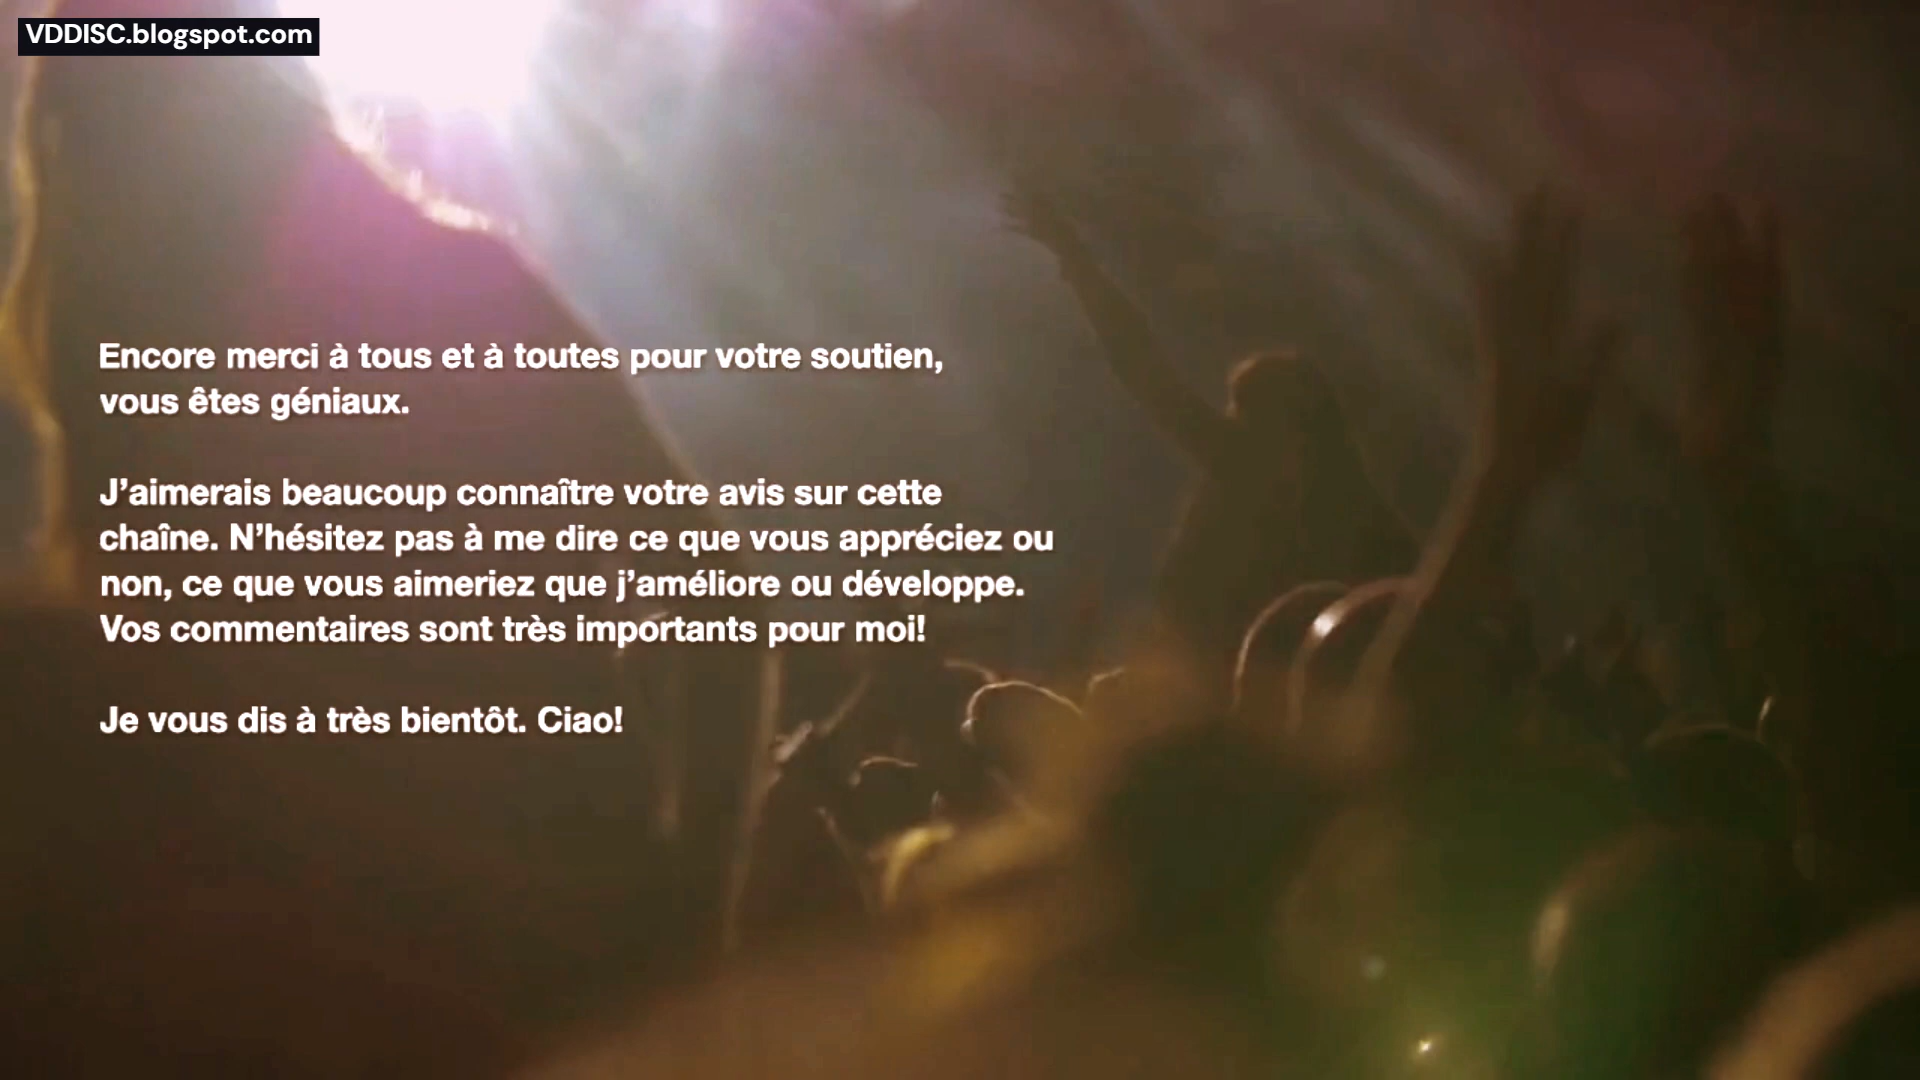 VDDISC.blogspot.com
Encore merci à tous et à toutes pour votre soutien,
vous êtes géniaux.
J’aimerais beaucoup connaître votre avis sur cette
chaîne. N’hésitez pas à me dire ce que vous appréciez ou
non, ce que vous aimeriez que j’améliore ou développe.
Vos commentaires sont très importants pour moi!
Je vous dis à très bientôt. Ciao!